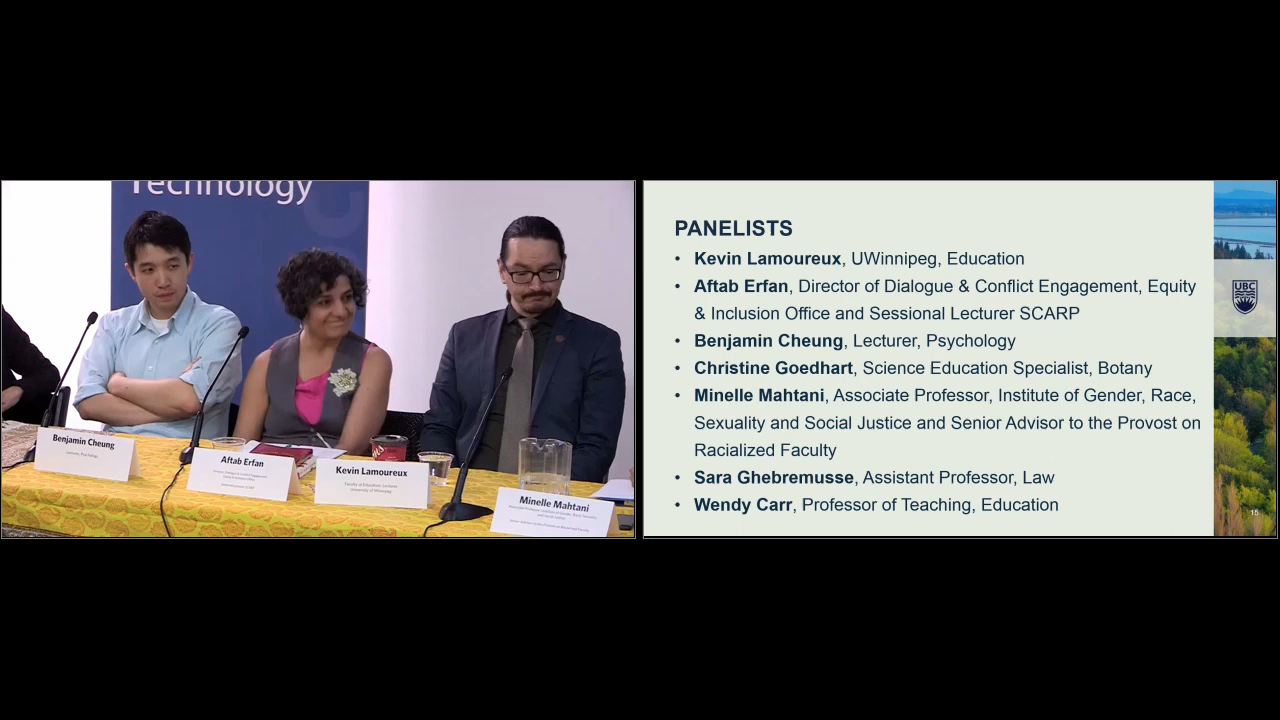 Technology
Benjamin Cheung
Lecturer, Psychology
Aftab Erfan
Kevin Lamoureux
Faculty of Education, Lecturer
University of Winnipeg
Minelle Mahtani
PANELISTS
• Kevin Lamoureux, UWinnipeg, Education
• Aftab Erfan, Director of Dialogue & Conflict Engagement, Equity
& Inclusion Office and Sessional Lecturer SCARP
• Benjamin Cheung, Lecturer, Psychology
• Christine Goedhart, Science Education Specialist, Botany
• Minelle Mahtani, Associate Professor, Institute of Gender, Race,
Sexuality and Social Justice and Senior Advisor to the Provost on
Racialized Faculty
• Sara Ghebremusse, Assistant Professor, Law
• Wendy Carr, Professor of Teaching, Education
UBC
15